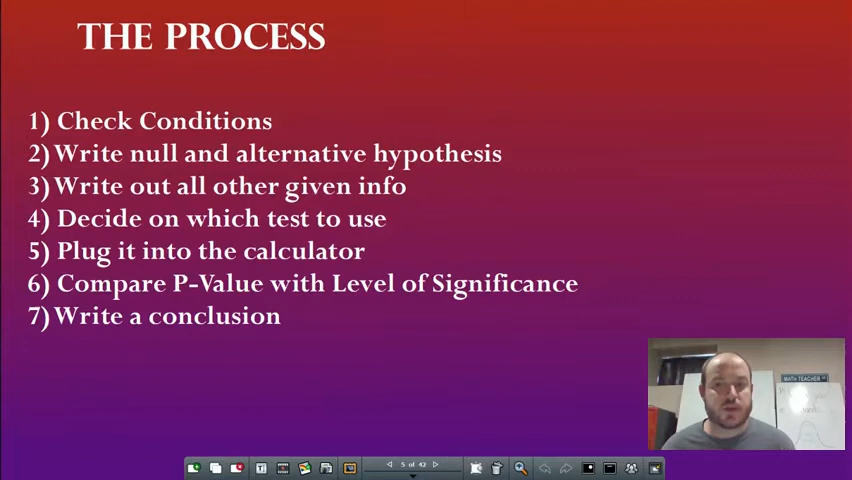 THE PROCESS
1) Check Conditions
2) Write null and alternative hypothesis
3) Write out all other given info
4) Decide on which test to use
5) Plug it into the calculator
6) Compare P-Value with Level of Significance
7) Write a conclusion
MATH TEACHER
5 of 42